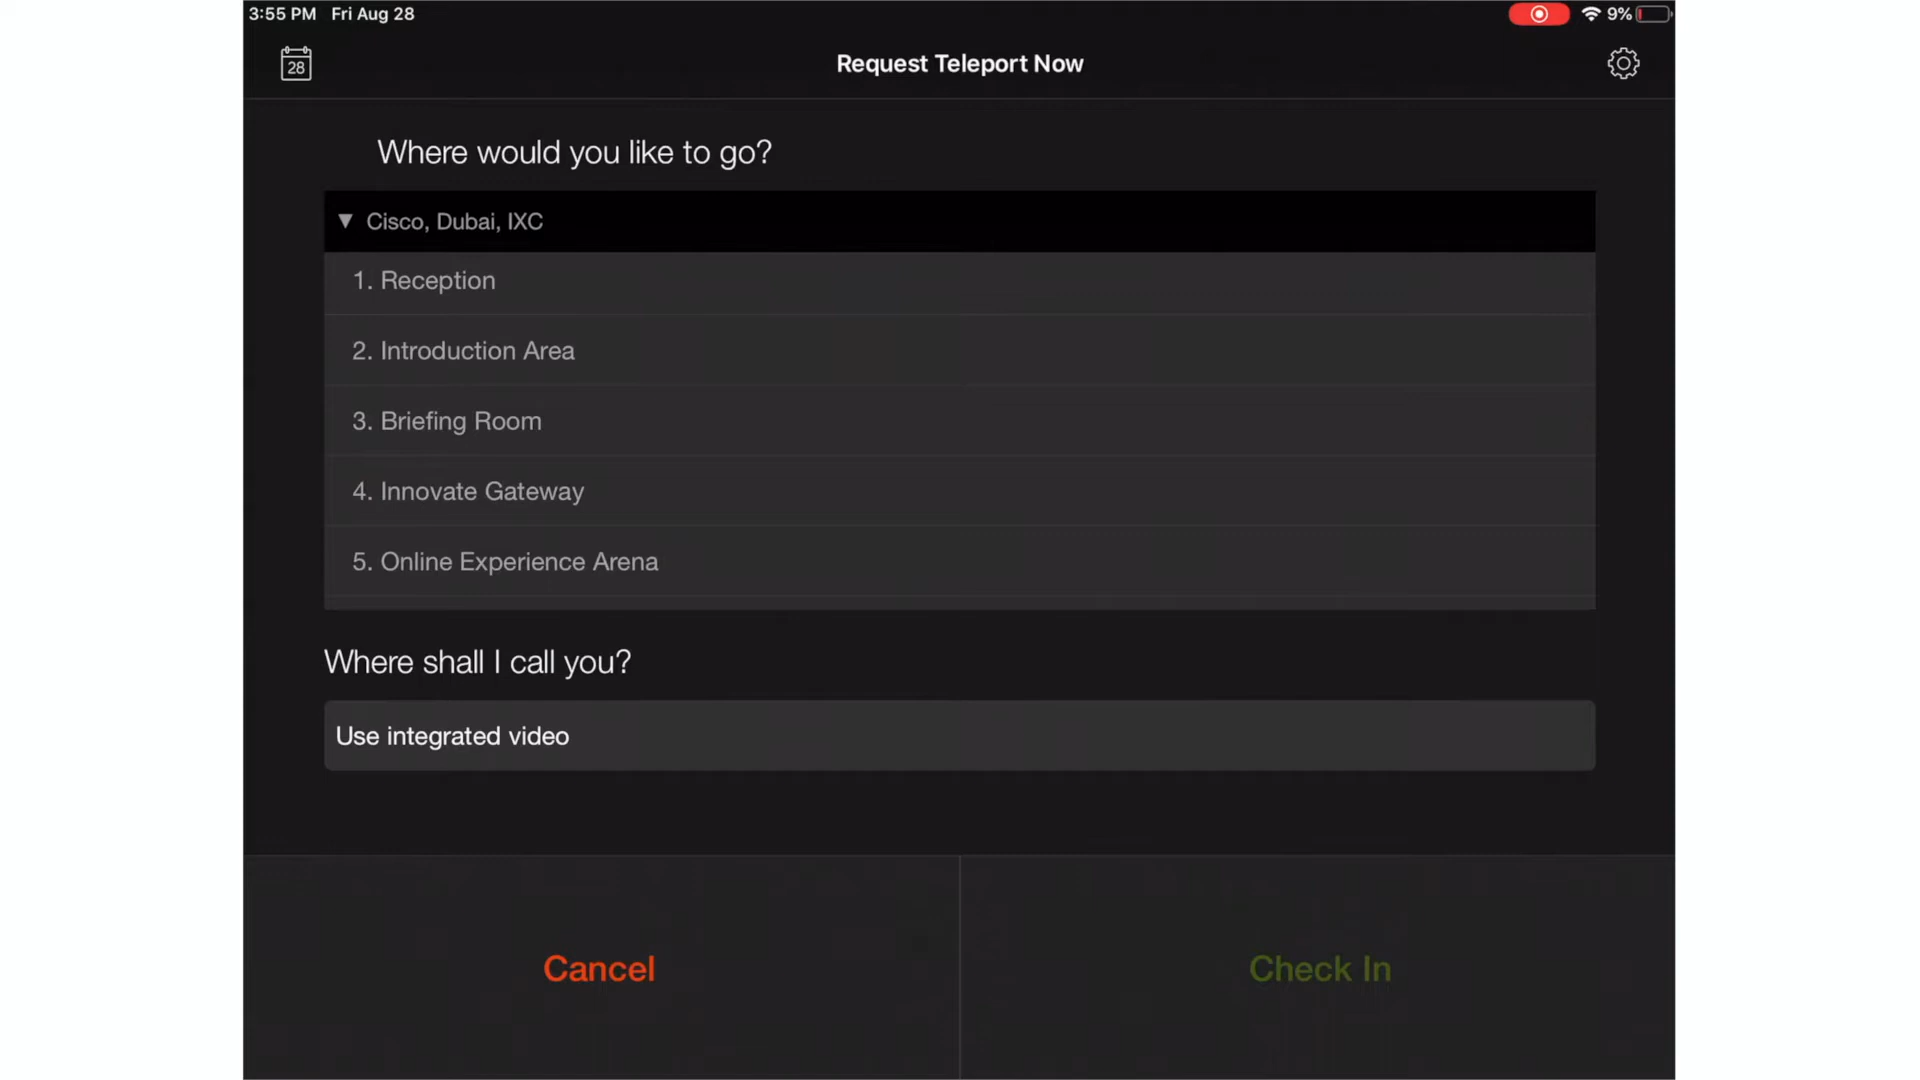 3:55 PM Fri Aug 28
9%
28
Request Teleport Now
Where would you like to go?
▼ Cisco, Dubai, IXC
1. Reception
2. Introduction Area
3. Briefing Room
4. Innovate Gateway
5. Online Experience Arena
Where shall I call you?
Use integrated video
Cancel
Check In